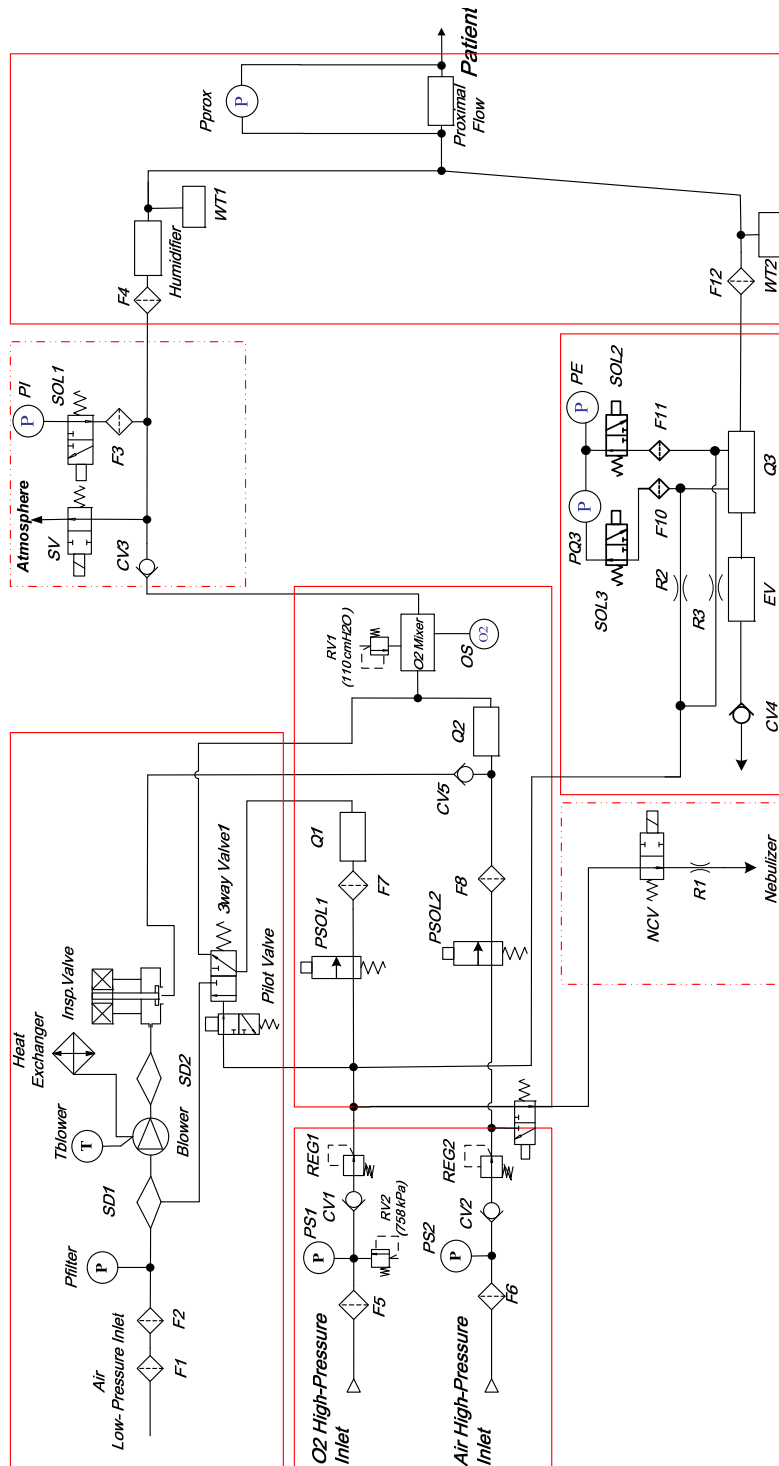 Air
Low- Pressure Inlet
F1
F2
Pfilter
P
SD1
Tblower
T
Blower
Heat
Exchanger
SD2
Insp.Valve
3way Valve1
Pilot Valve
O2 High-Pressure
Inlet
F5
PS1
P
RV2
(758kPa)
CV1
REG1
PSOL1
F7
Q1
Air High-Pressure
Inlet
F6
PS2
P
CV2
REG2
PSOL2
F8
CV5
Q2
RV1
(110cmH2O)
O2 Mixer
OS
O2
Atmosphere
SV
CV3
PI
P
SOL1
F3
F4
Humidifier
WT1
Pprox
P
Proximal
Flow
Patient
NCV
R1
Nebulizer
CV4
EV
R3
R2
SOL3
PQ3
P
F10
PE
P
SOL2
F11
Q3
F12
WT2